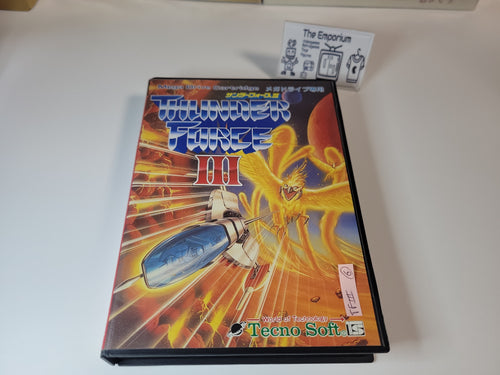 The Emporium
Mega Drive Cartridge メガドライブ専用
サンダーフォースIII
THUNDER
FORCE
III
TFIII
World of Technology
Tecno Soft